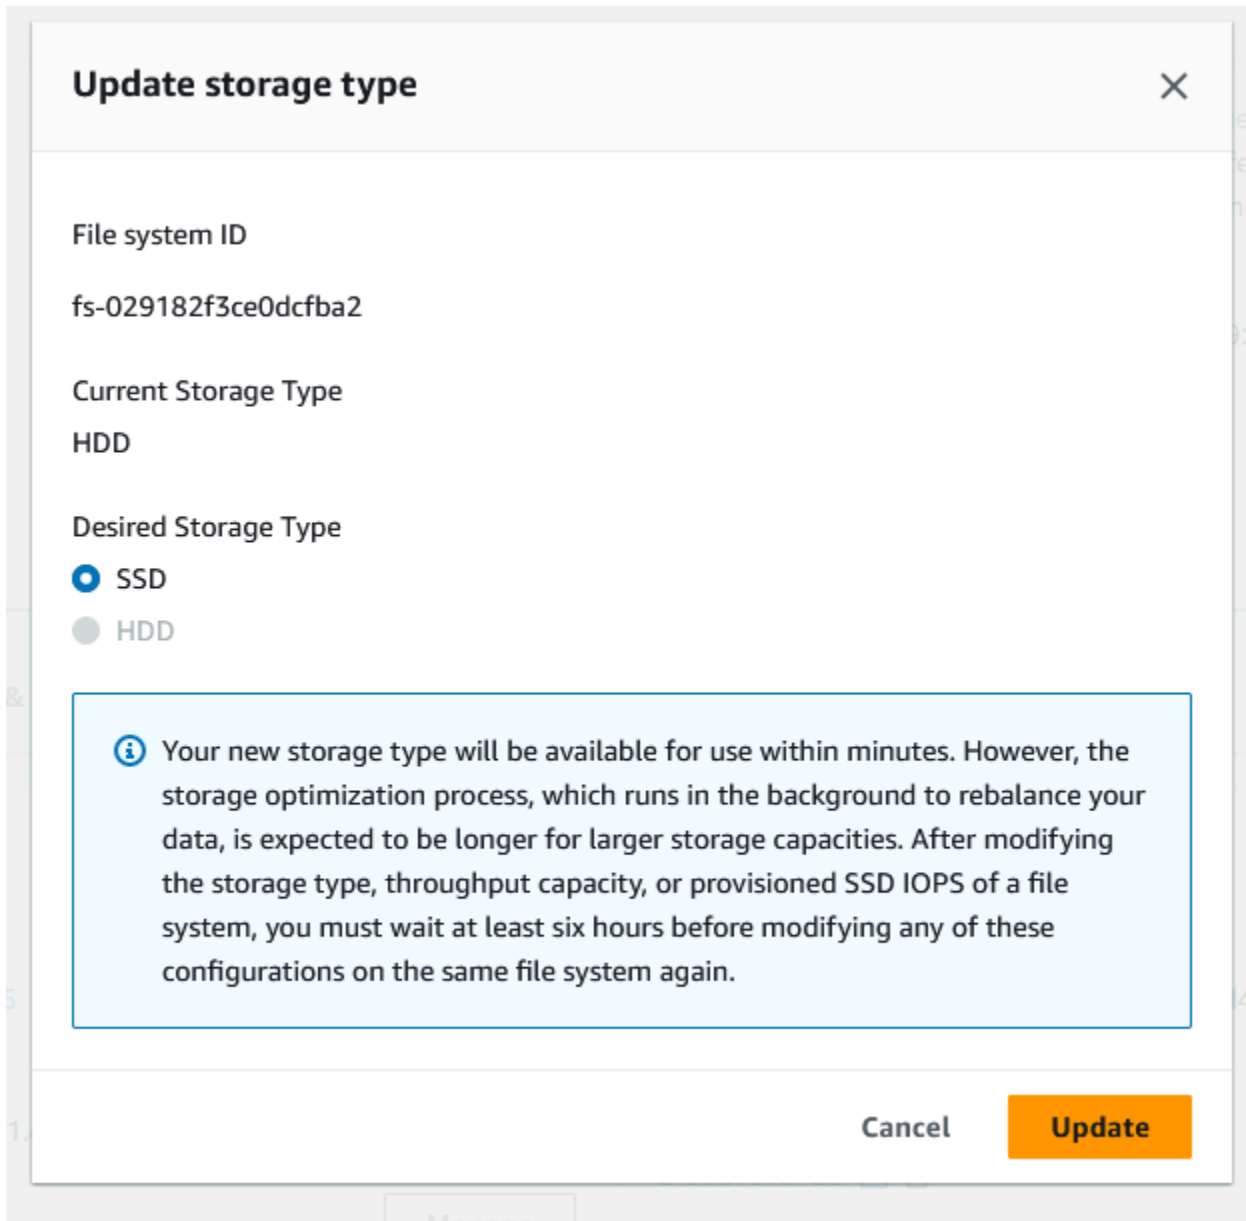 Update storage type
File system ID
fs-029182f3ce0dcfba2
Current Storage Type
HDD
Desired Storage Type
SSD
HDD
Your new storage type will be available for use within minutes. However, the
storage optimization process, which runs in the background to rebalance your
data, is expected to be longer for larger storage capacities. After modifying
the storage type, throughput capacity, or provisioned SSD IOPS of a file
system, you must wait at least six hours before modifying any of these
configurations on the same file system again.
Cancel
Update